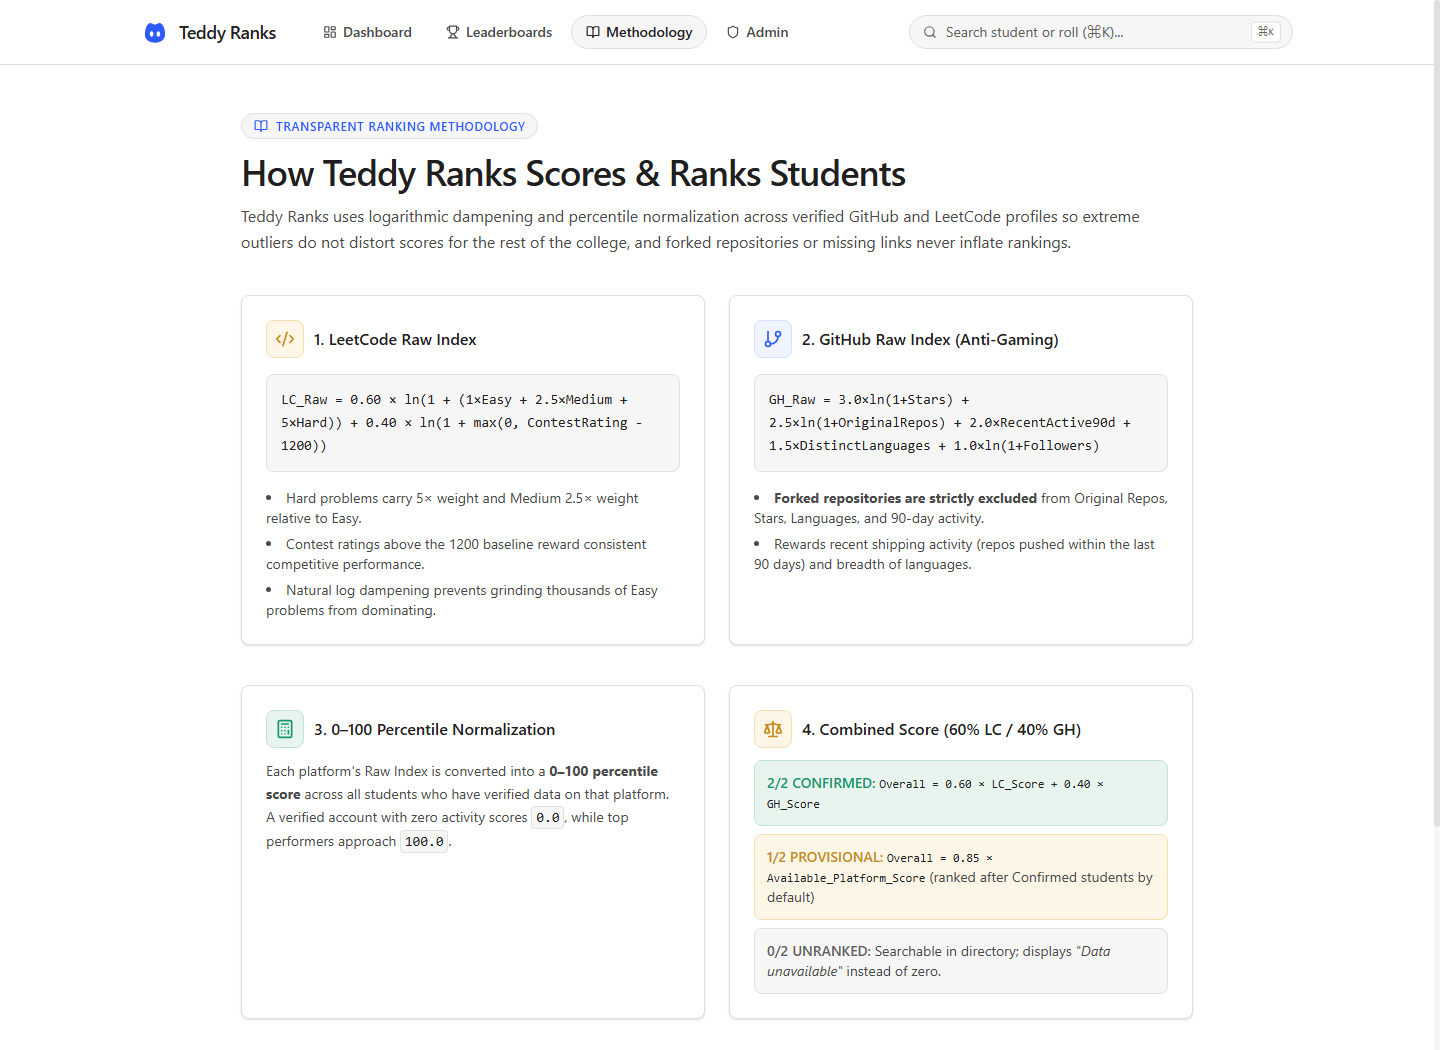 Teddy Ranks
Dashboard
Leaderboards
Methodology
Admin
Search student or roll (⌘K)...
⌘K
TRANSPARENT RANKING METHODOLOGY
How Teddy Ranks Scores & Ranks Students
Teddy Ranks uses logarithmic dampening and percentile normalization across verified GitHub and LeetCode profiles so extreme
outliers do not distort scores for the rest of the college, and forked repositories or missing links never inflate rankings.
1. LeetCode Raw Index
LC_Raw = 0.60 × ln(1 + (1×Easy + 2.5×Medium +
5×Hard)) + 0.40 × ln(1 + max(0, ContestRating -
1200))
• Hard problems carry 5× weight and Medium 2.5× weight
relative to Easy.
• Contest ratings above the 1200 baseline reward consistent
competitive performance.
• Natural log dampening prevents grinding thousands of Easy
problems from dominating.
2. GitHub Raw Index (Anti-Gaming)
GH_Raw = 3.0×ln(1+Stars) +
2.5×ln(1+OriginalRepos) + 2.0×RecentActive90d +
1.5×DistinctLanguages + 1.0×ln(1+Followers)
• Forked repositories are strictly excluded from Original Repos,
Stars, Languages, and 90-day activity.
• Rewards recent shipping activity (repos pushed within the last
90 days) and breadth of languages.
3. 0–100 Percentile Normalization
Each platform's Raw Index is converted into a 0–100 percentile
score across all students who have verified data on that platform.
A verified account with zero activity scores 0.0, while top
performers approach 100.0.
4. Combined Score (60% LC / 40% GH)
2/2 CONFIRMED: Overall = 0.60 × LC_Score + 0.40 ×
GH_Score
1/2 PROVISIONAL: Overall = 0.85 ×
Available_Platform_Score (ranked after Confirmed students by
default)
0/2 UNRANKED: Searchable in directory; displays "Data
unavailable" instead of zero.